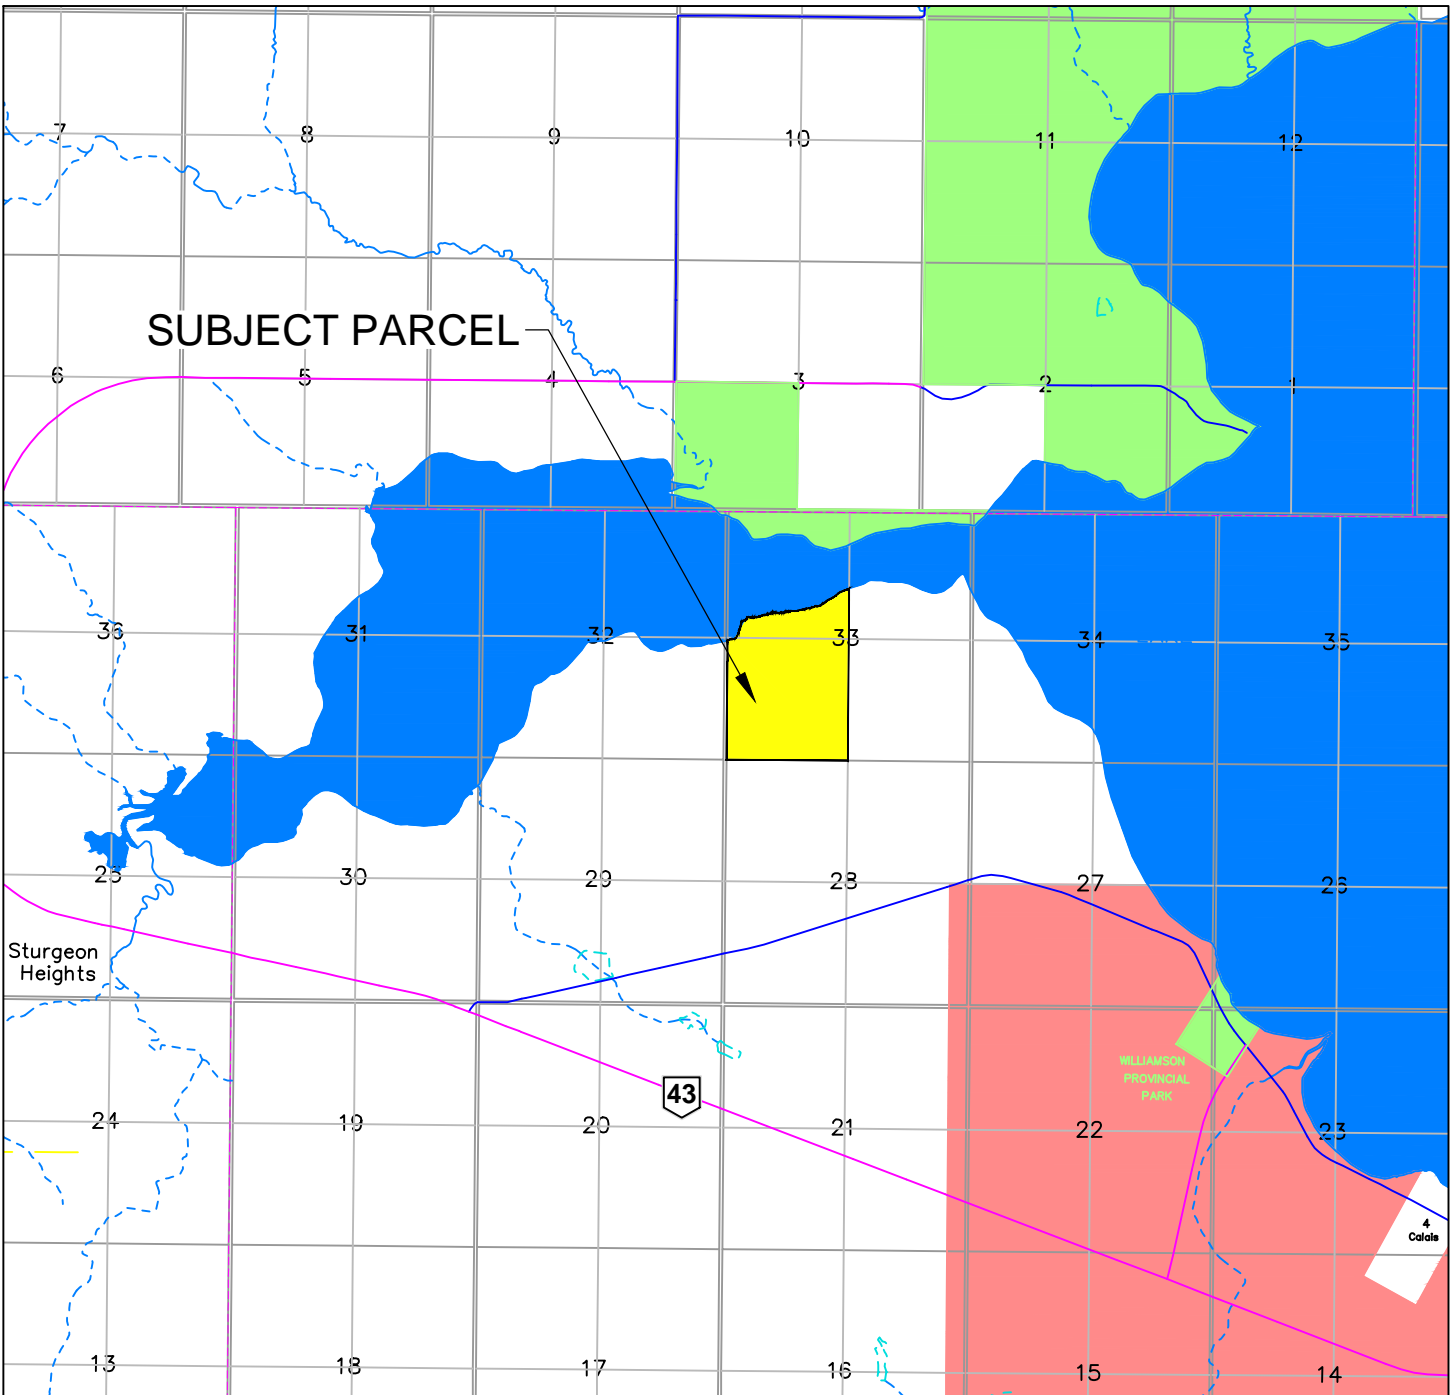 7 8 9 10 11 12
SUBJECT PARCEL
6 5 4 3 2 1
36 31 32 33 34 35
25 30 29 28 27 26
Sturgeon
Heights
WILLIAMSON
PROVINCIAL
PARK
43
24 19 20 21 22 23
4
Calais
13 18 17 16 15 14